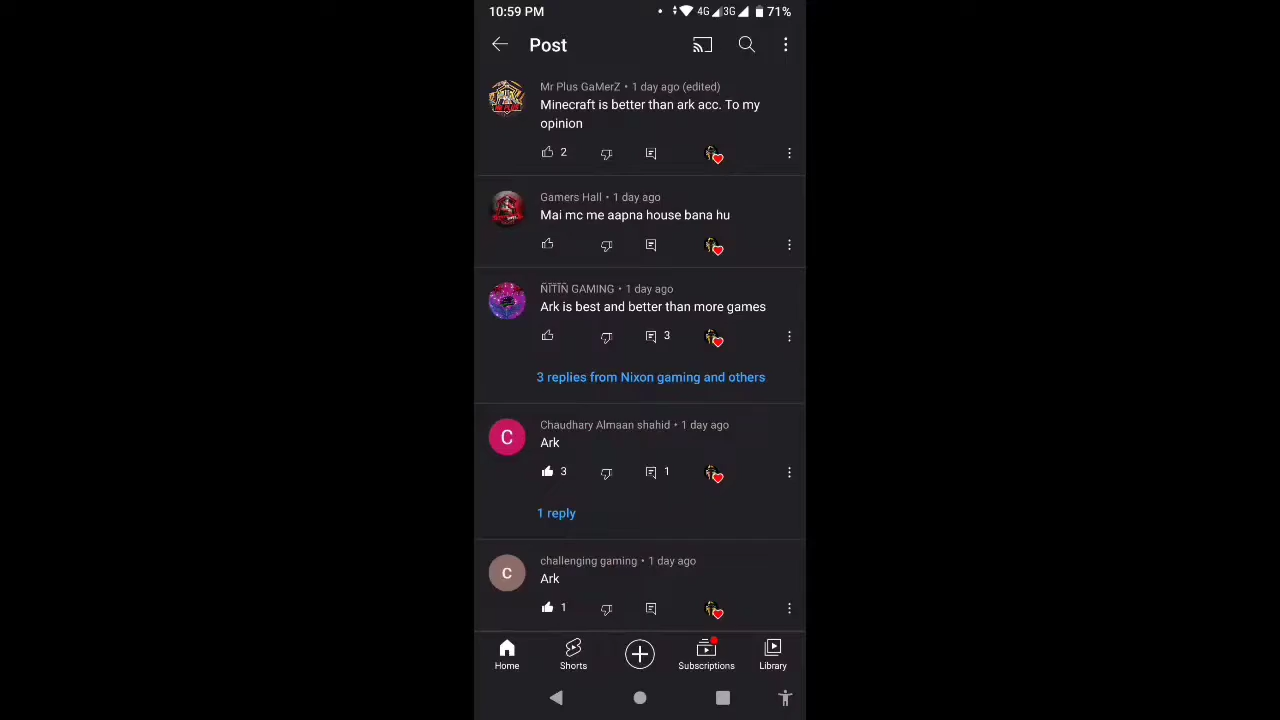 10:59 PM
4G 3G 71%
Post
Mr Plus GaMerZ • 1 day ago (edited)
Minecraft is better than ark acc. To my
opinion
2
Gamers Hall • 1 day ago
Mai mc me aapna house bana hu
ÑÏTÏÑ GAMING • 1 day ago
Ark is best and better than more games
3
3 replies from Nixon gaming and others
C
Chaudhary Almaan shahid • 1 day ago
Ark
3 1
1 reply
C
challenging gaming • 1 day ago
Ark
1
Home Shorts Subscriptions Library